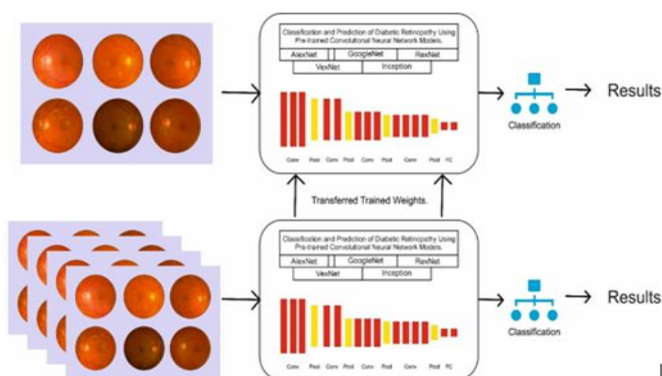 Classification and Prediction of Diabetic Retinopathy Using
Pre-trained Convolutional Neural Network Models.
AlexNet GoogleNet ResNet
VexNet Inception
Conv Pool Conv Pool Conv Pool Conv Pool FC
Classification
Results
Transferred Trained Weights.
Classification and Prediction of Diabetic Retinopathy Using
Pre-trained Convolutional Neural Network Models.
AlexNet GoogleNet ResNet
VexNet Inception
Conv Pool Conv Pool Conv Pool Conv Pool FC
Classification
Results